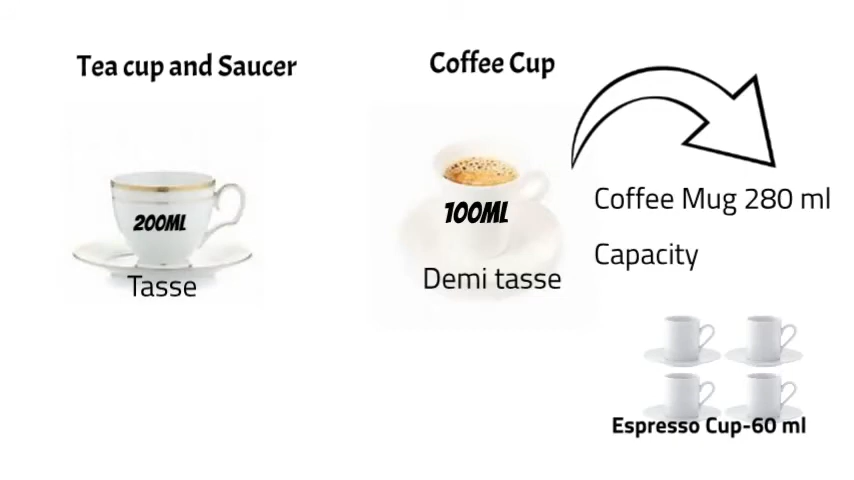 Tea cup and Saucer
Coffee Cup
200ML
Tasse
100ML
Demi tasse
Coffee Mug 280 ml
Capacity
Espresso Cup-60 ml